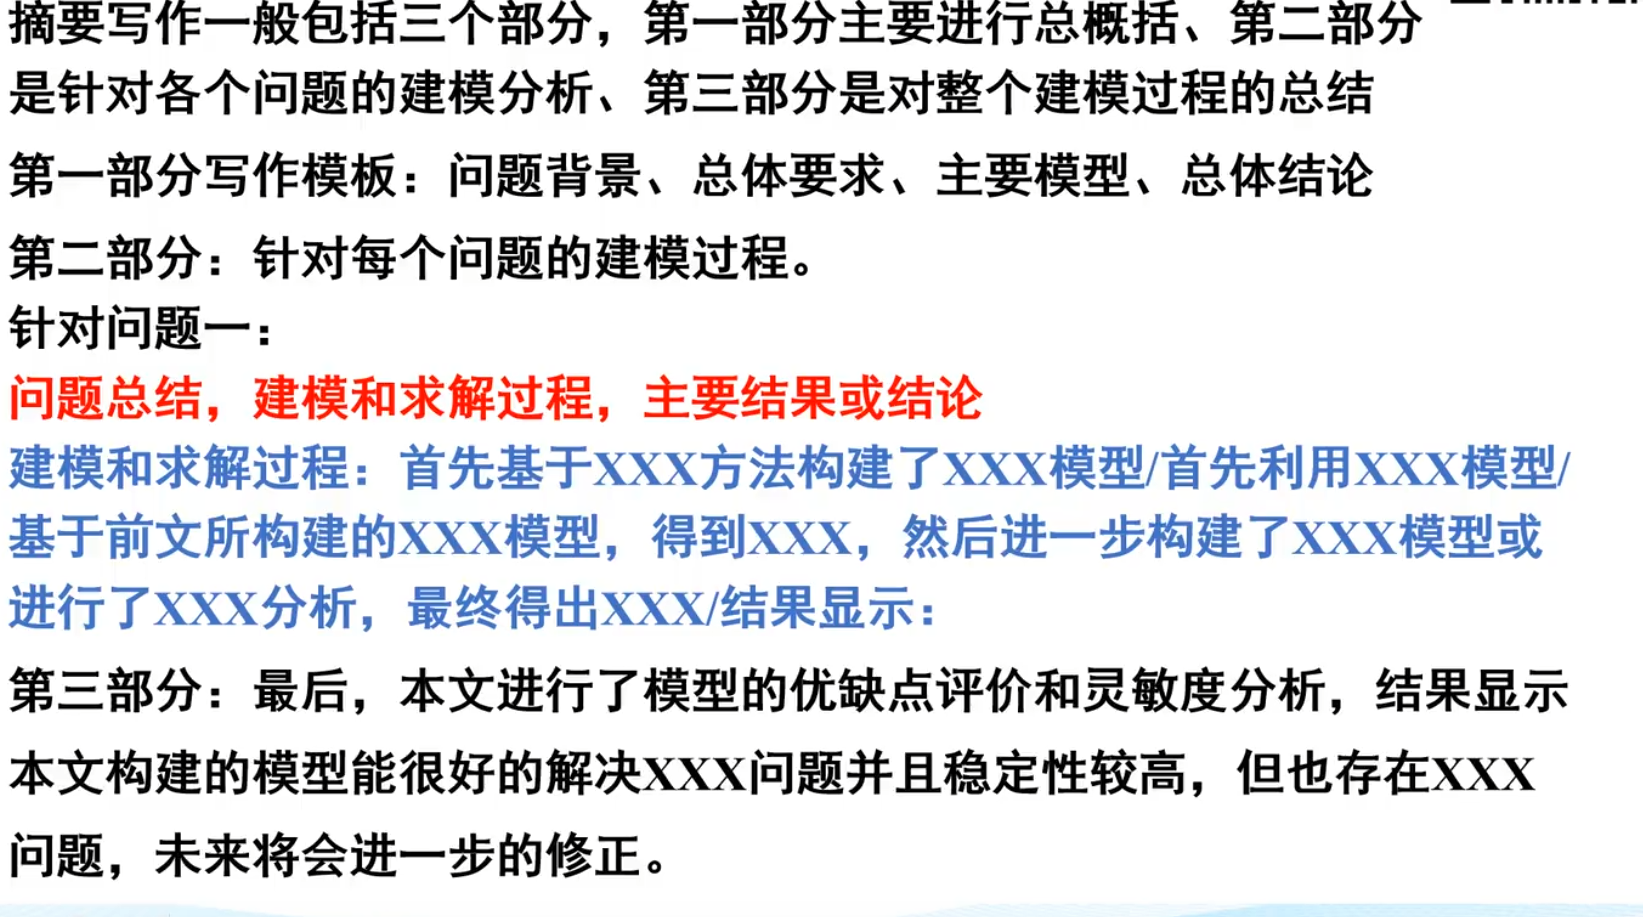 摘要写作一般包括三个部分，第一部分主要进行总概括、第二部分
是针对各个问题的建模分析、第三部分是对整个建模过程的总结
第一部分写作模板：问题背景、总体要求、主要模型、总体结论
第二部分：针对每个问题的建模过程。
针对问题一：
问题总结，建模和求解过程，主要结果或结论
建模和求解过程：首先基于XXX方法构建了XXX模型/首先利用XXX模型/
基于前文所构建的XXX模型，得到XXX，然后进一步构建了XXX模型或
进行了XXX分析，最终得出XXX/结果显示：
第三部分：最后，本文进行了模型的优缺点评价和灵敏度分析，结果显示
本文构建的模型能很好的解决XXX问题并且稳定性较高，但也存在XXX
问题，未来将会进一步的修正。